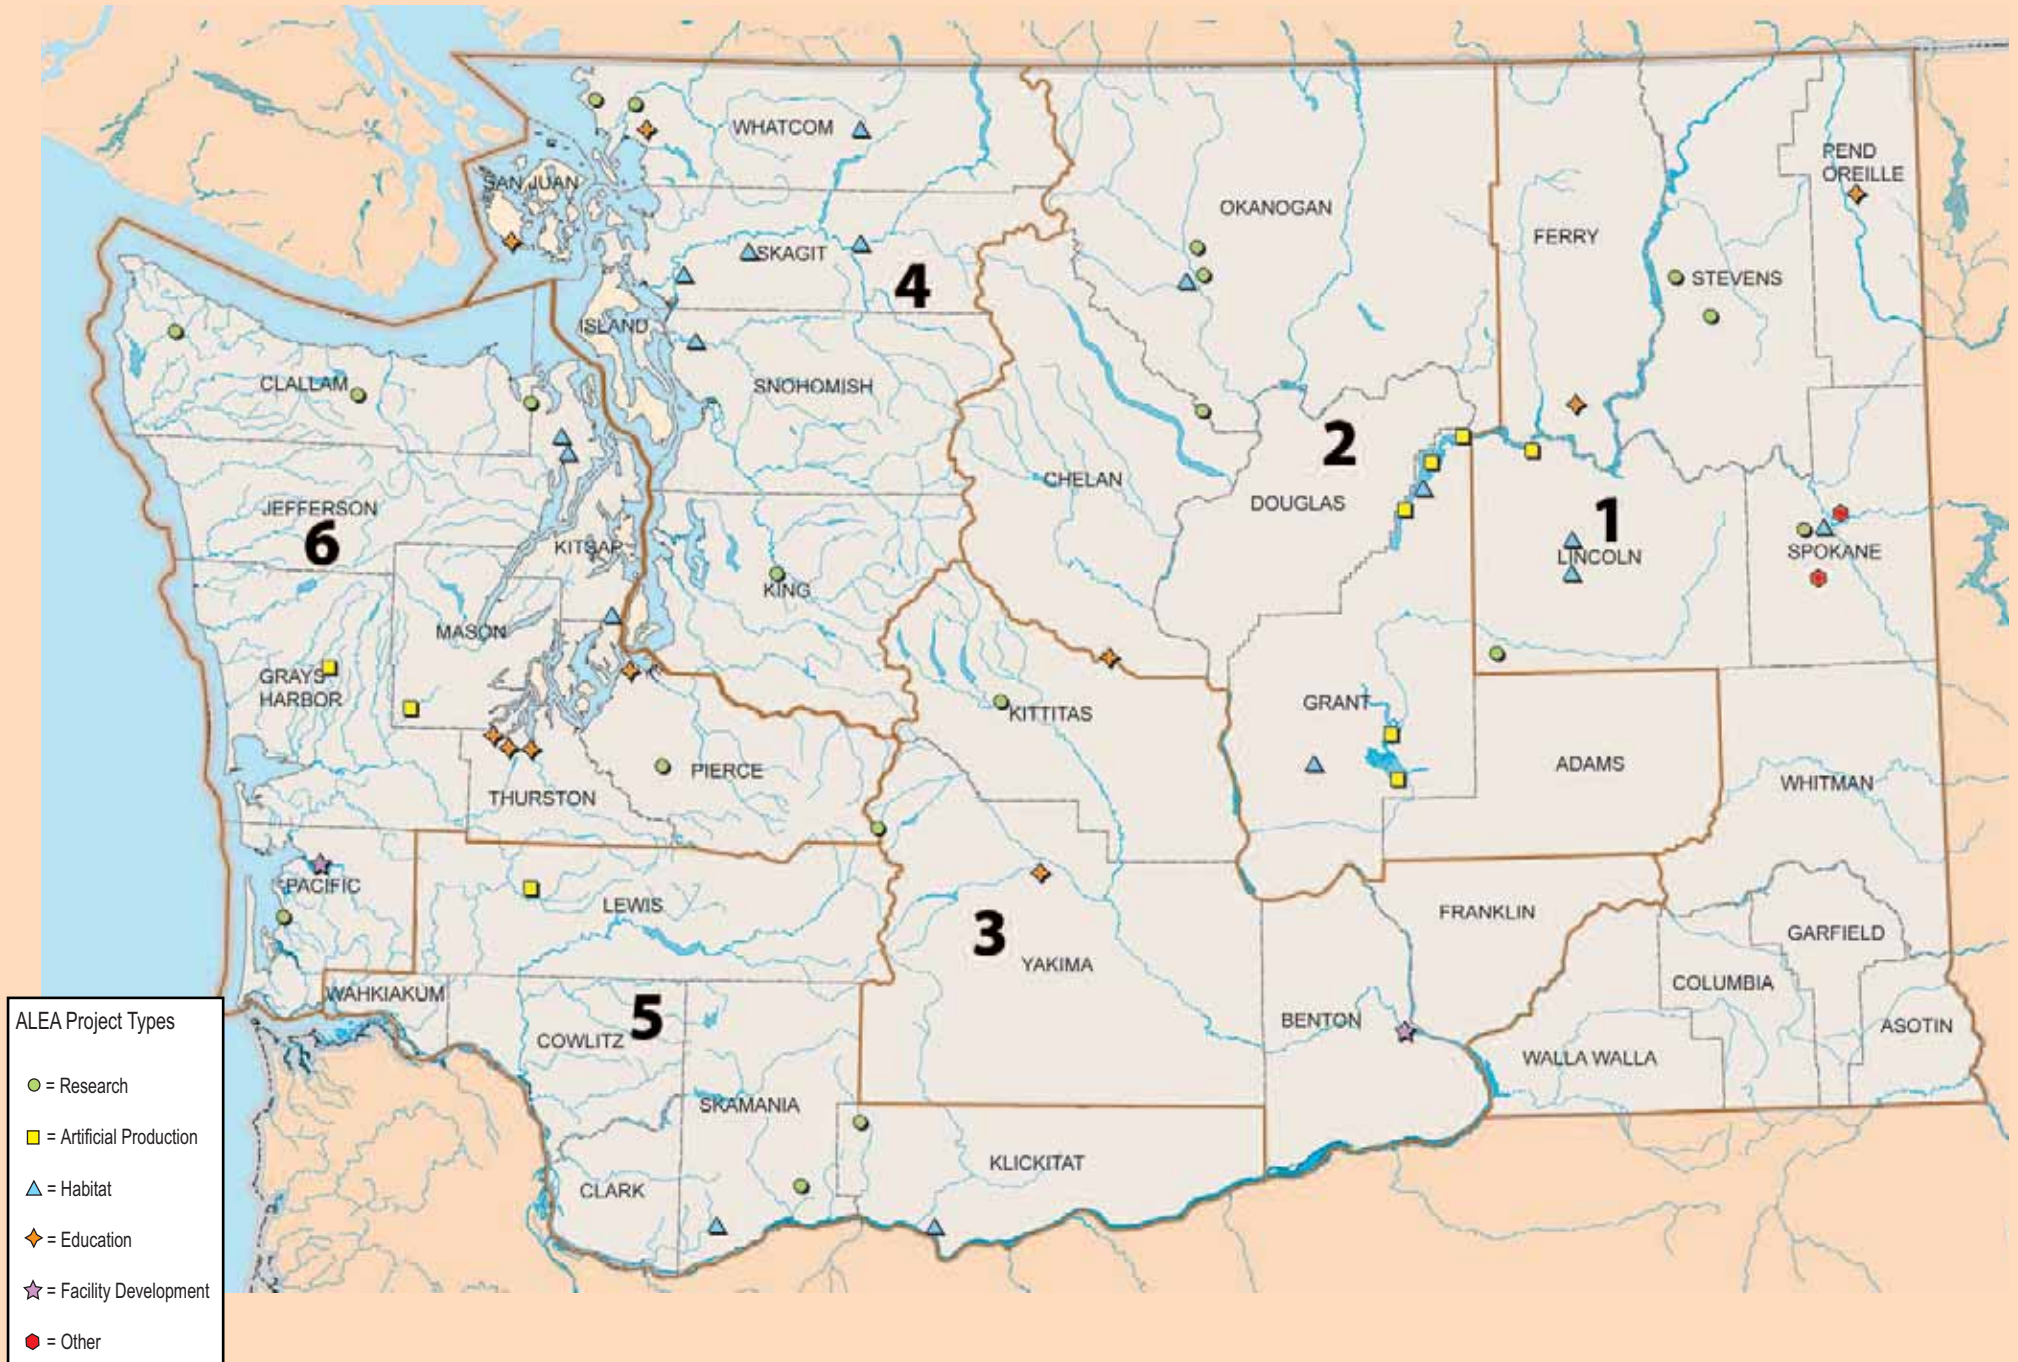 WHATCOM
PEND
OREILLE
SAN JUAN
OKANOGAN
FERRY
SKAGIT
4
STEVENS
ISLAND
CLALLAM
SNOHOMISH
2
CHELAN
DOUGLAS
JEFFERSON
6
1
KITSAP
LINCOLN
SPOKANE
KING
MASON
GRAYS
HARBOR
GRANT
KITTITAS
PIERCE
ADAMS
WHITMAN
THURSTON
PACIFIC
LEWIS
3
YAKIMA
FRANKLIN
GARFIELD
COLUMBIA
WAHKIAKUM
5
COWLITZ
BENTON
ASOTIN
WALLA WALLA
SKAMANIA
KLICKITAT
CLARK
ALEA Project Types
= Research
= Artificial Production
= Habitat
= Education
= Facility Development
= Other